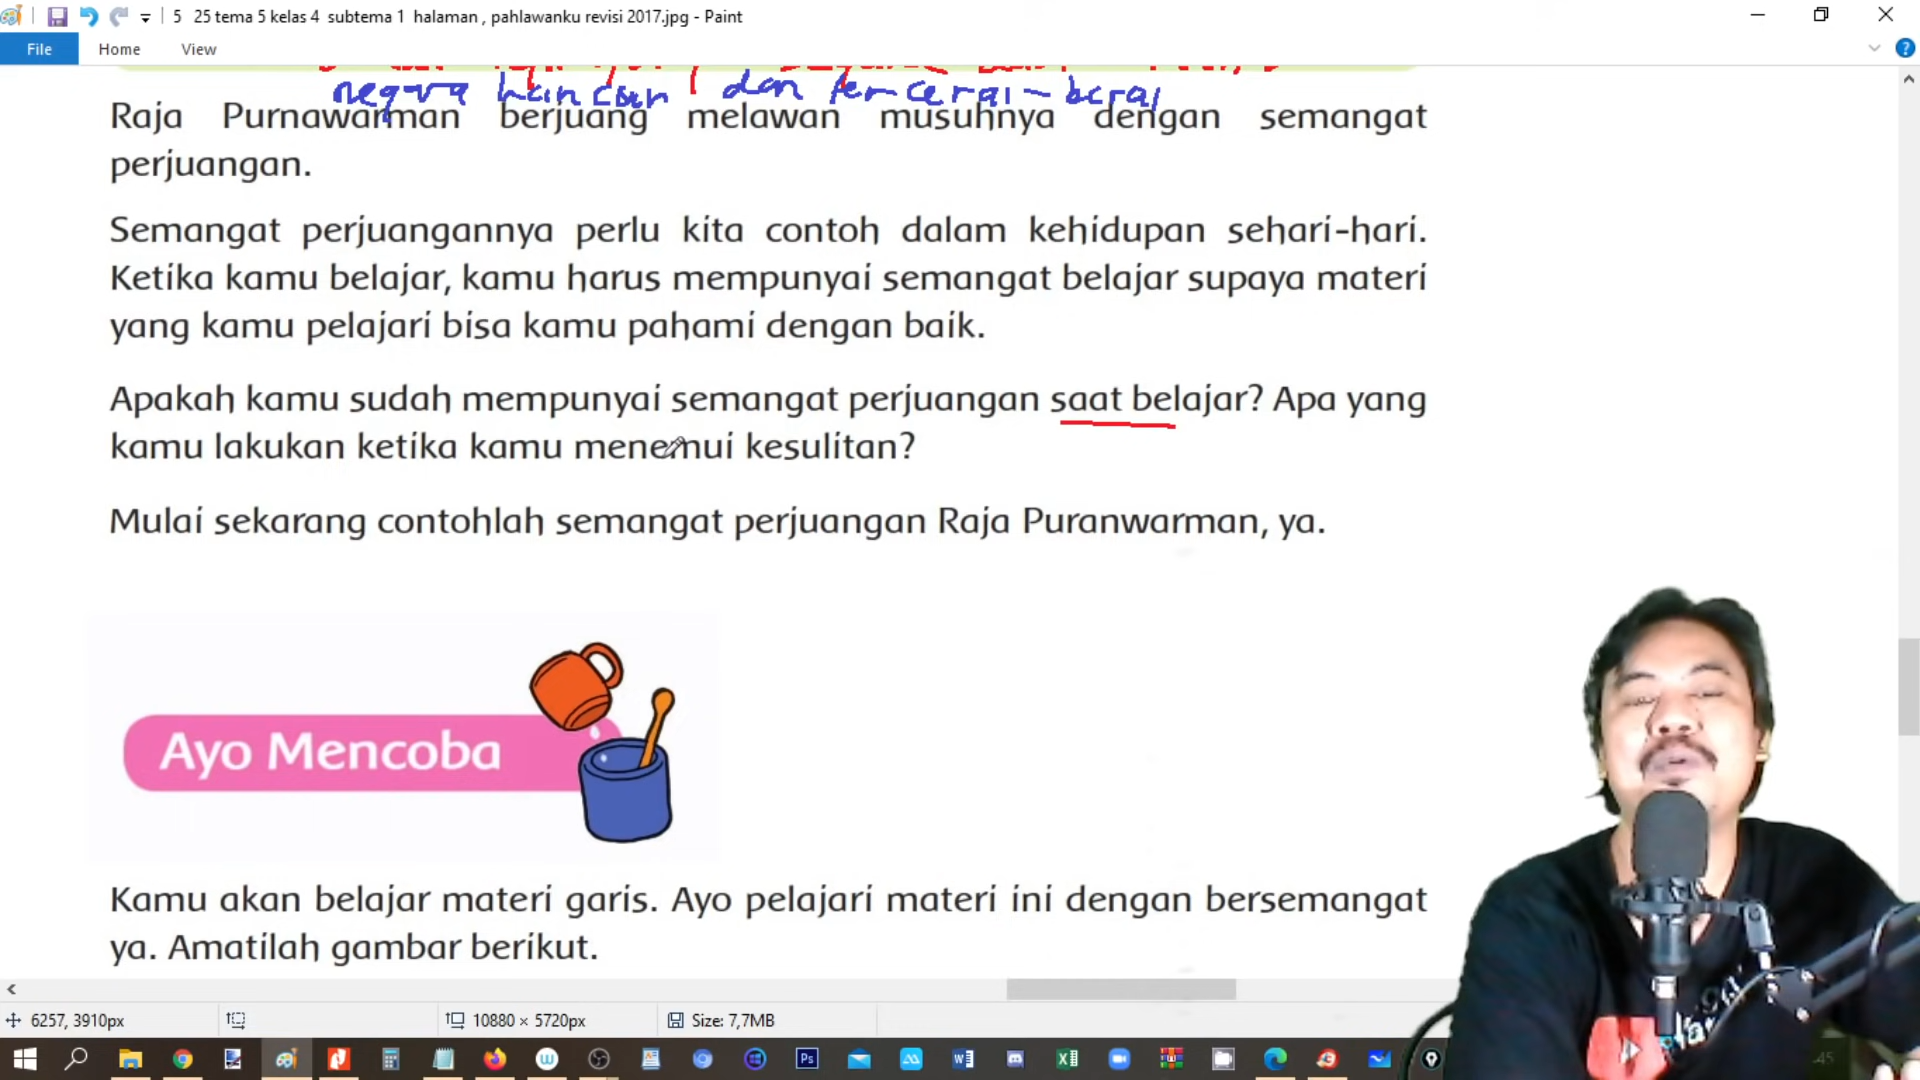 5 25 tema 5 kelas 4 subtema 1 halaman , pahlawanku revisi 2017.jpg - Paint
File Home View
negara hancur dan tercerai-berai
Raja Purnawarman berjuang melawan musuhnya dengan semangat
perjuangan.
Semangat perjuangannya perlu kita contoh dalam kehidupan sehari-hari.
Ketika kamu belajar, kamu harus mempunyai semangat belajar supaya materi
yang kamu pelajari bisa kamu pahami dengan baik.
Apakah kamu sudah mempunyai semangat perjuangan saat belajar? Apa yang
kamu lakukan ketika kamu menemui kesulitan?
Mulai sekarang contohlah semangat perjuangan Raja Puranwarman, ya.
Ayo Mencoba
Kamu akan belajar materi garis. Ayo pelajari materi ini dengan bersemangat
ya. Amatilah gambar berikut.
6257, 3910px 10880 × 5720px Size: 7,7MB